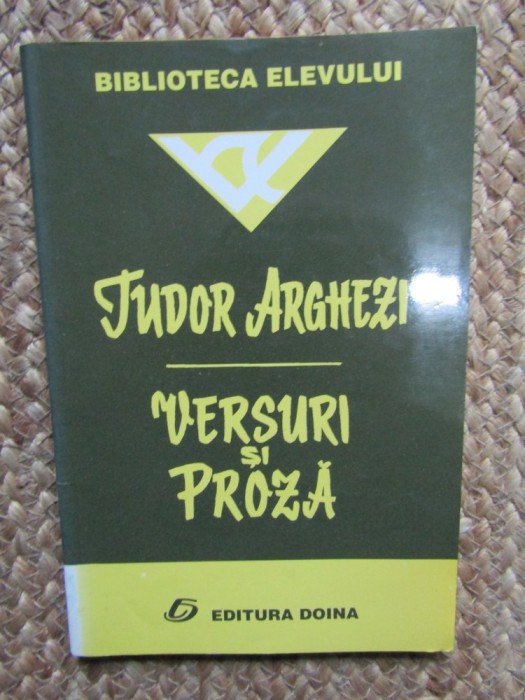 BIBLIOTECA ELEVULUI
TUDOR ARGHEZI
VERSURI
ȘI
PROZĂ
EDITURA DOINA